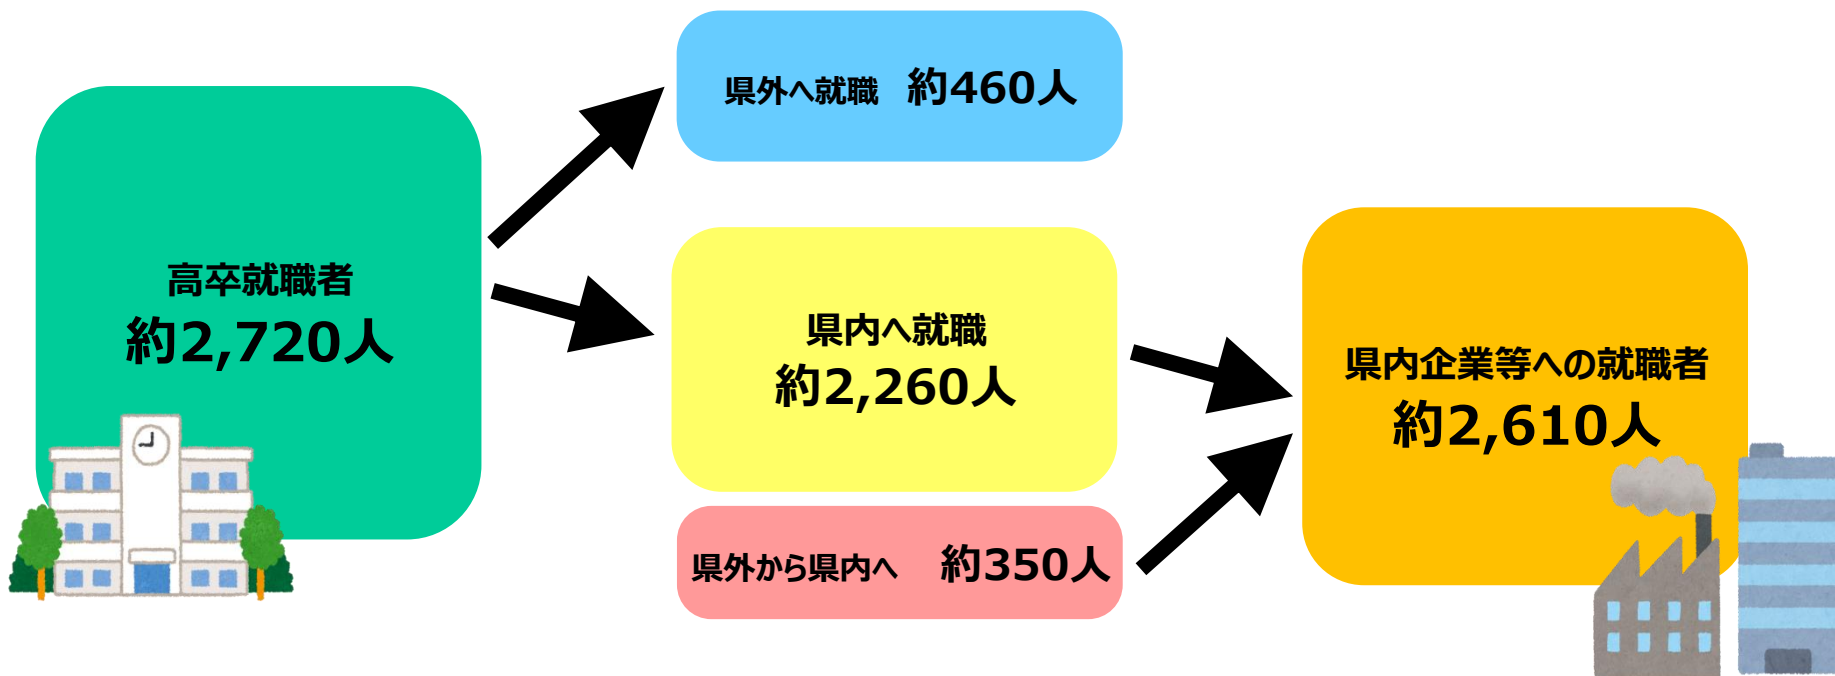 高卒就職者
約2,720人
県外へ就職　約460人
県内へ就職
約2,260人
県外から県内へ　約350人
県内企業等への就職者
約2,610人